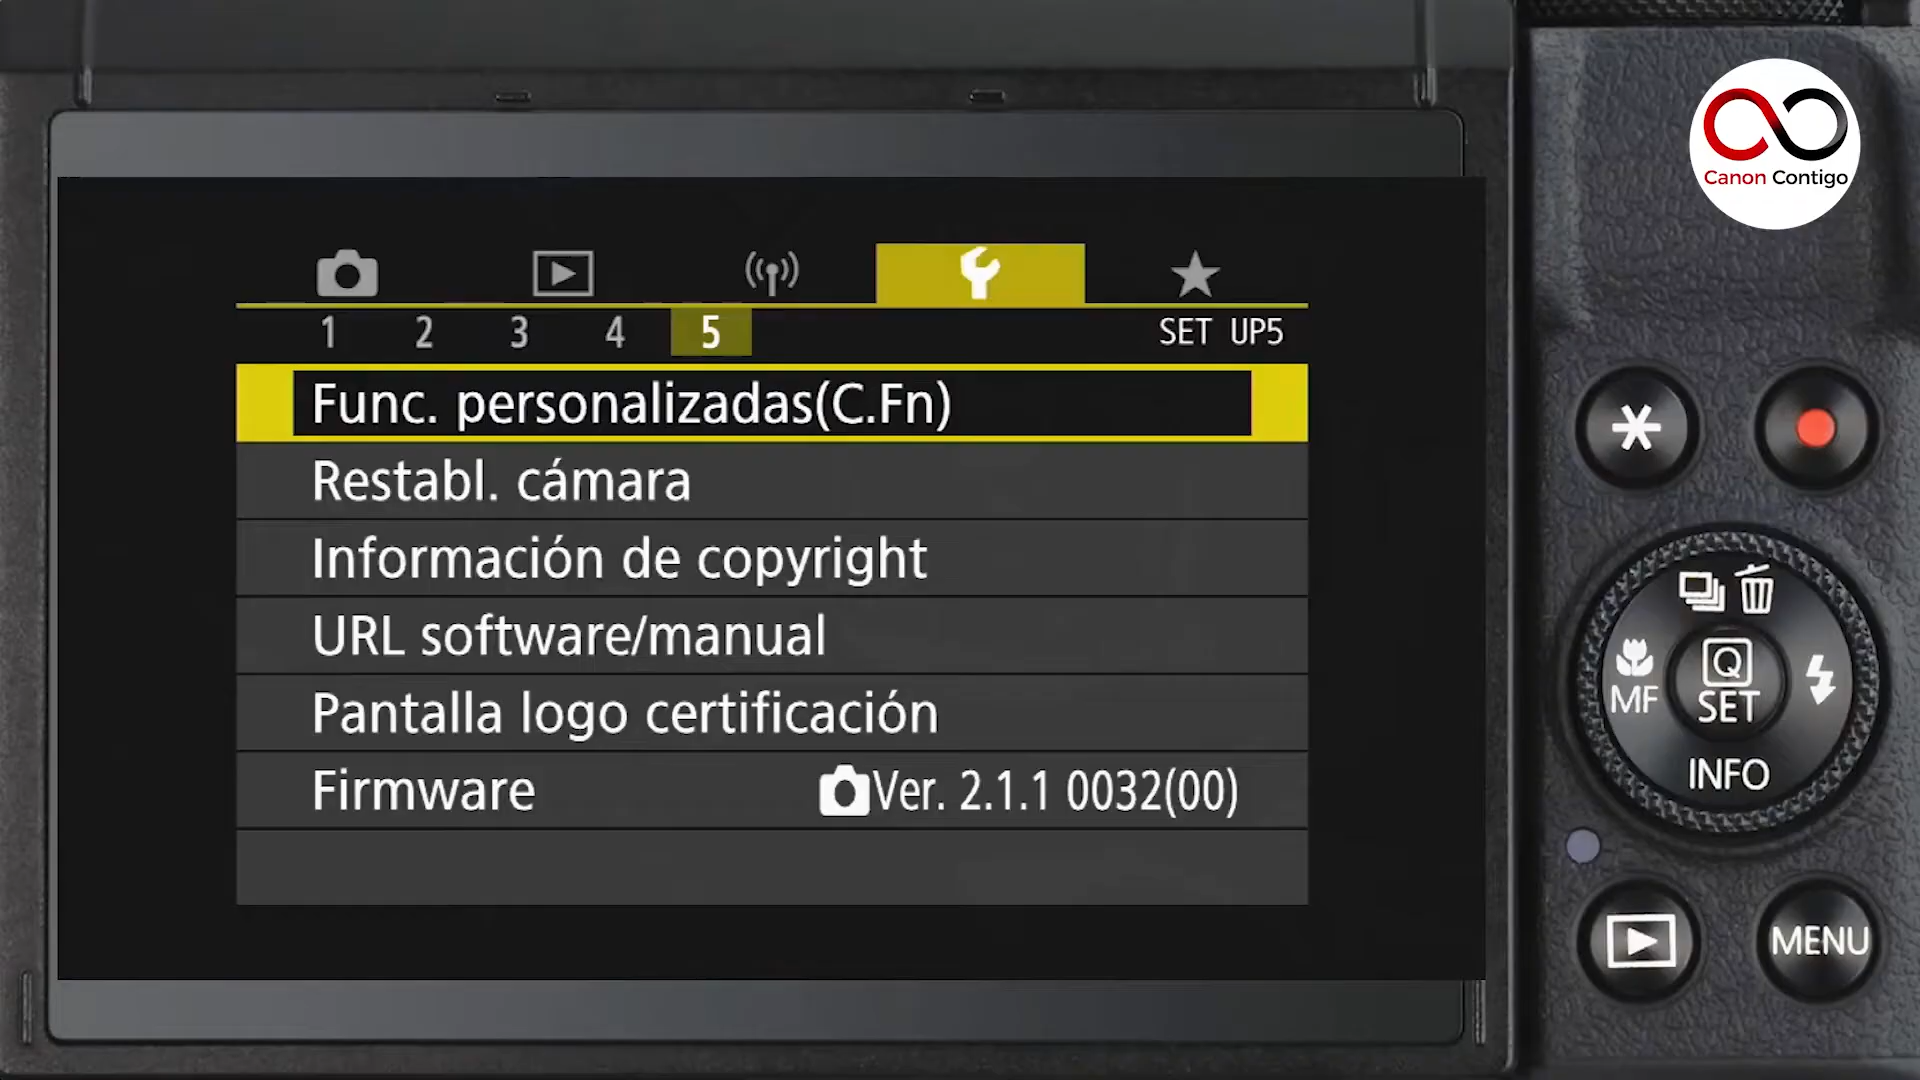 Canon Contigo
1 2 3 4 5 SET UP5
Func. personalizadas(C.Fn)
Restabl. cámara
Información de copyright
URL software/manual
Pantalla logo certificación
Firmware Ver. 2.1.1 0032(00)
MF
Q
SET
INFO
MENU